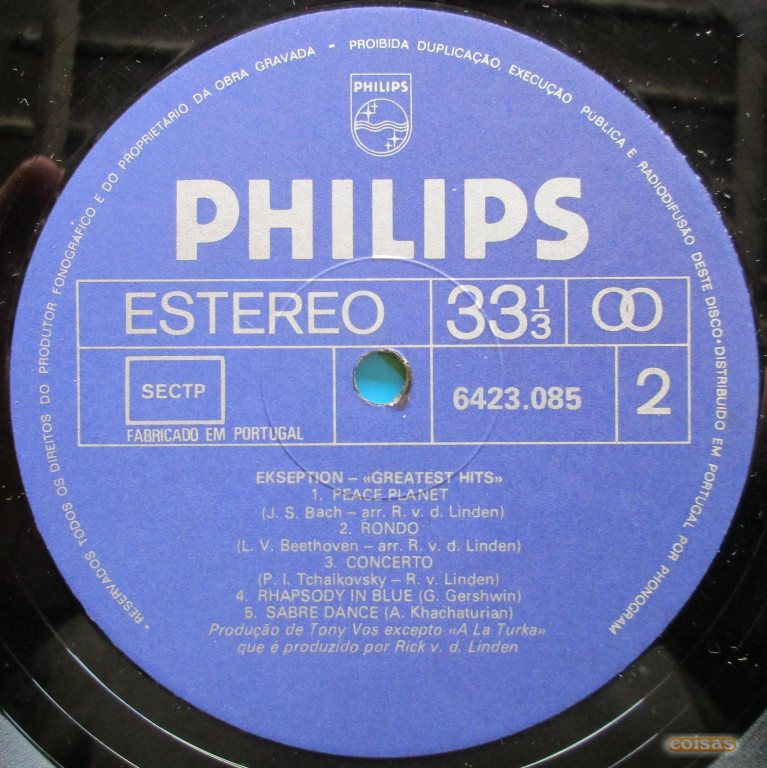 * RESERVADOS TODOS OS DIREITOS DO PRODUTOR FONOGRÁFICO E DO PROPRIETÁRIO DA OBRA GRAVADA - PROIBIDA DUPLICAÇÃO, EXECUÇÃO PÚBLICA E RADIODIFUSÃO DESTE DISCO • DISTRIBUIDO EM PORTUGAL POR PHONOGRAM
PHILIPS
PHILIPS
ESTEREO 33 1/3
SECTP 6423.085 2
FABRICADO EM PORTUGAL
EKSEPTION – «GREATEST HITS»
1. PEACE PLANET
(J. S. Bach – arr. R. v. d. Linden)
2. RONDO
(L. V. Beethoven – arr. R. v. d. Linden)
3. CONCERTO
(P. I. Tchaikovsky – R. v. Linden)
4. RHAPSODY IN BLUE (G. Gershwin)
5. SABRE DANCE (A. Khachaturian)
Produção de Tony Vos excepto «A La Turka»
que é produzido por Rick v. d. Linden
coisas